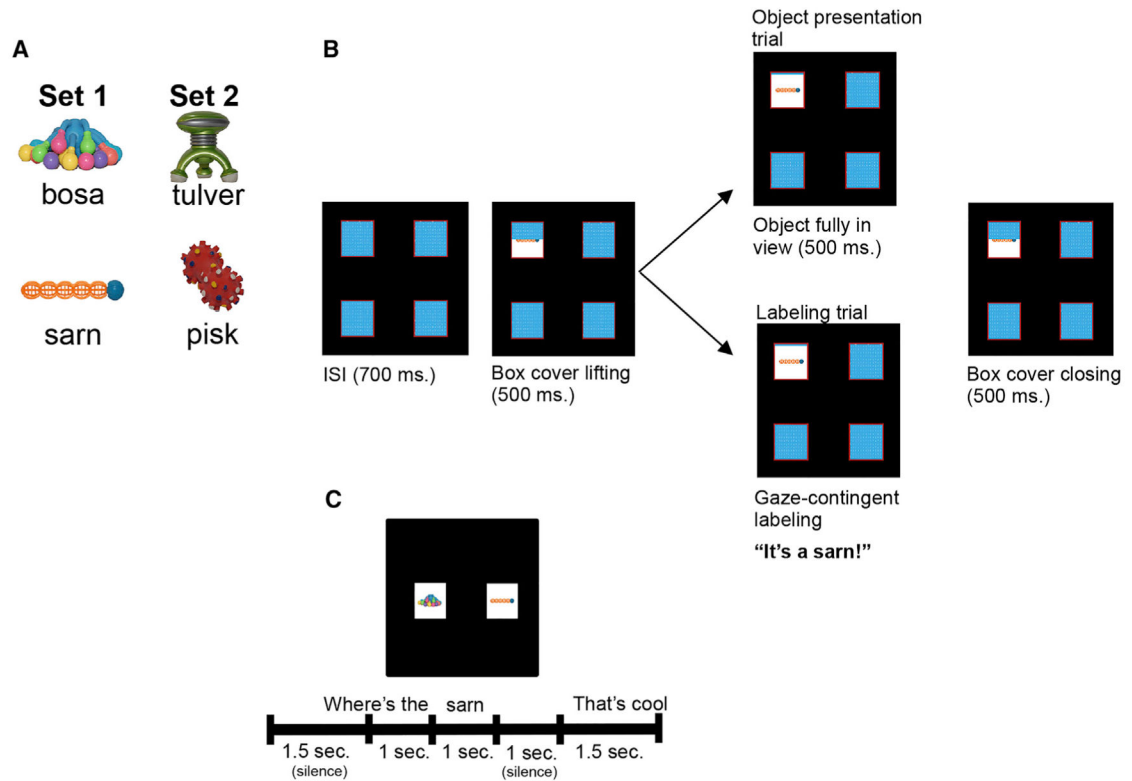 A
Set 1
Set 2
bosa
tulver
sarn
pisk
B
ISI (700 ms.)
Box cover lifting
(500 ms.)
Object presentation
trial
Object fully in
view (500 ms.)
Labeling trial
Gaze-contingent
labeling
“It’s a sarn!”
Box cover closing
(500 ms.)
C
Where’s the
sarn
That’s cool
1.5 sec.
(silence)
1 sec.
1 sec.
1 sec.
(silence)
1.5 sec.